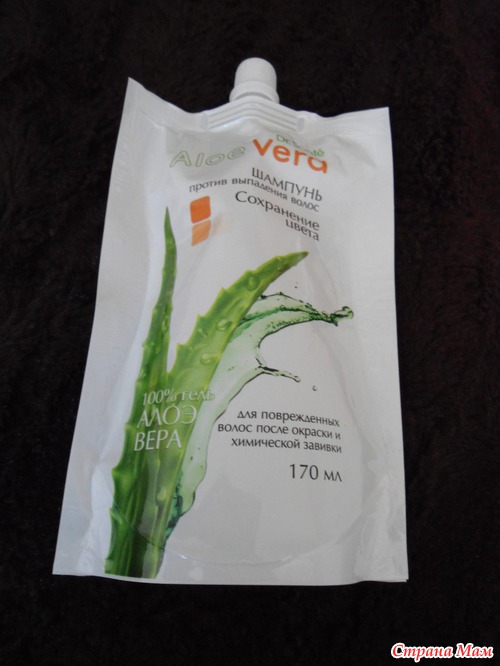 Aloe vera
ШАМПУНЬ
против выпадения волос
Сохранение
цвета
100% гель
АЛОЭ
ВЕРА
для поврежденных
волос после окраски и
химической завивки
170 мл
Страна Мам